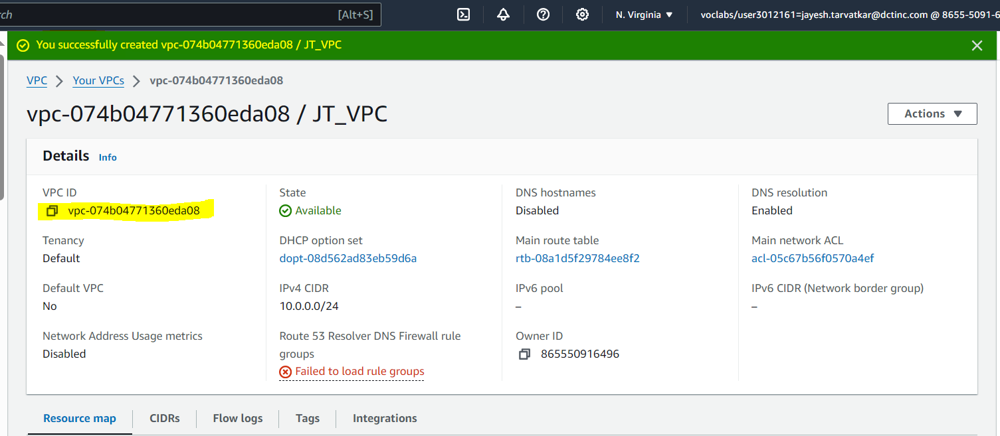 rch [Alt+S] N. Virginia ▼ voclabs/user3012161=jayesh.tarvatkar@dctinc.com @ 8655-5091-6
You successfully created vpc-074b04771360eda08 / JT_VPC
VPC > Your VPCs > vpc-074b04771360eda08
vpc-074b04771360eda08 / JT_VPC
Actions ▼
Details Info
VPC ID
vpc-074b04771360eda08
State
Available
DNS hostnames
Disabled
DNS resolution
Enabled
Tenancy
Default
DHCP option set
dopt-08d562ad83eb59d6a
Main route table
rtb-08a1d5f29784ee8f2
Main network ACL
acl-05c67b56f0570a4ef
Default VPC
No
IPv4 CIDR
10.0.0.0/24
IPv6 pool
–
IPv6 CIDR (Network border group)
–
Network Address Usage metrics
Disabled
Route 53 Resolver DNS Firewall rule
groups
Failed to load rule groups
Owner ID
865550916496
Resource map CIDRs Flow logs Tags Integrations